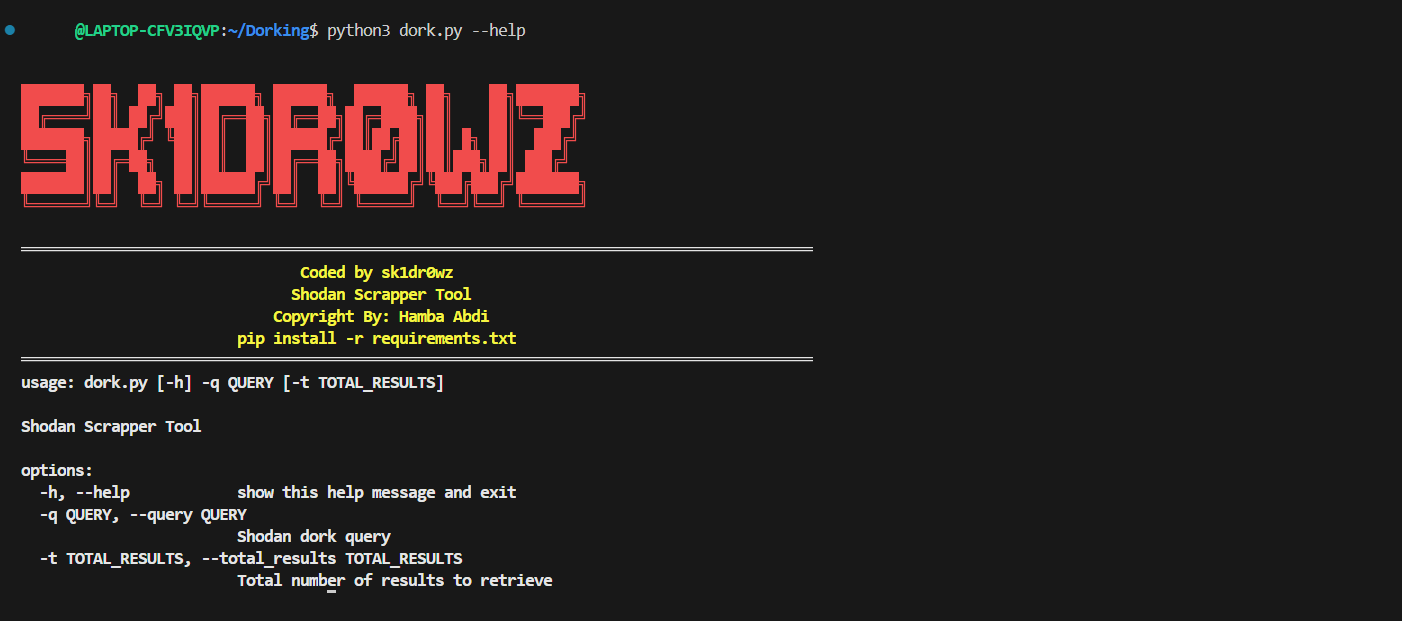 @LAPTOP-CFV3IQVP:~/Dorking$ python3 dork.py --help
SK1DR0WZ
Coded by sk1dr0wz
Shodan Scrapper Tool
Copyright By: Hamba Abdi
pip install -r requirements.txt
usage: dork.py [-h] -q QUERY [-t TOTAL_RESULTS]
Shodan Scrapper Tool
options:
-h, --help show this help message and exit
-q QUERY, --query QUERY
Shodan dork query
-t TOTAL_RESULTS, --total_results TOTAL_RESULTS
Total number of results to retrieve